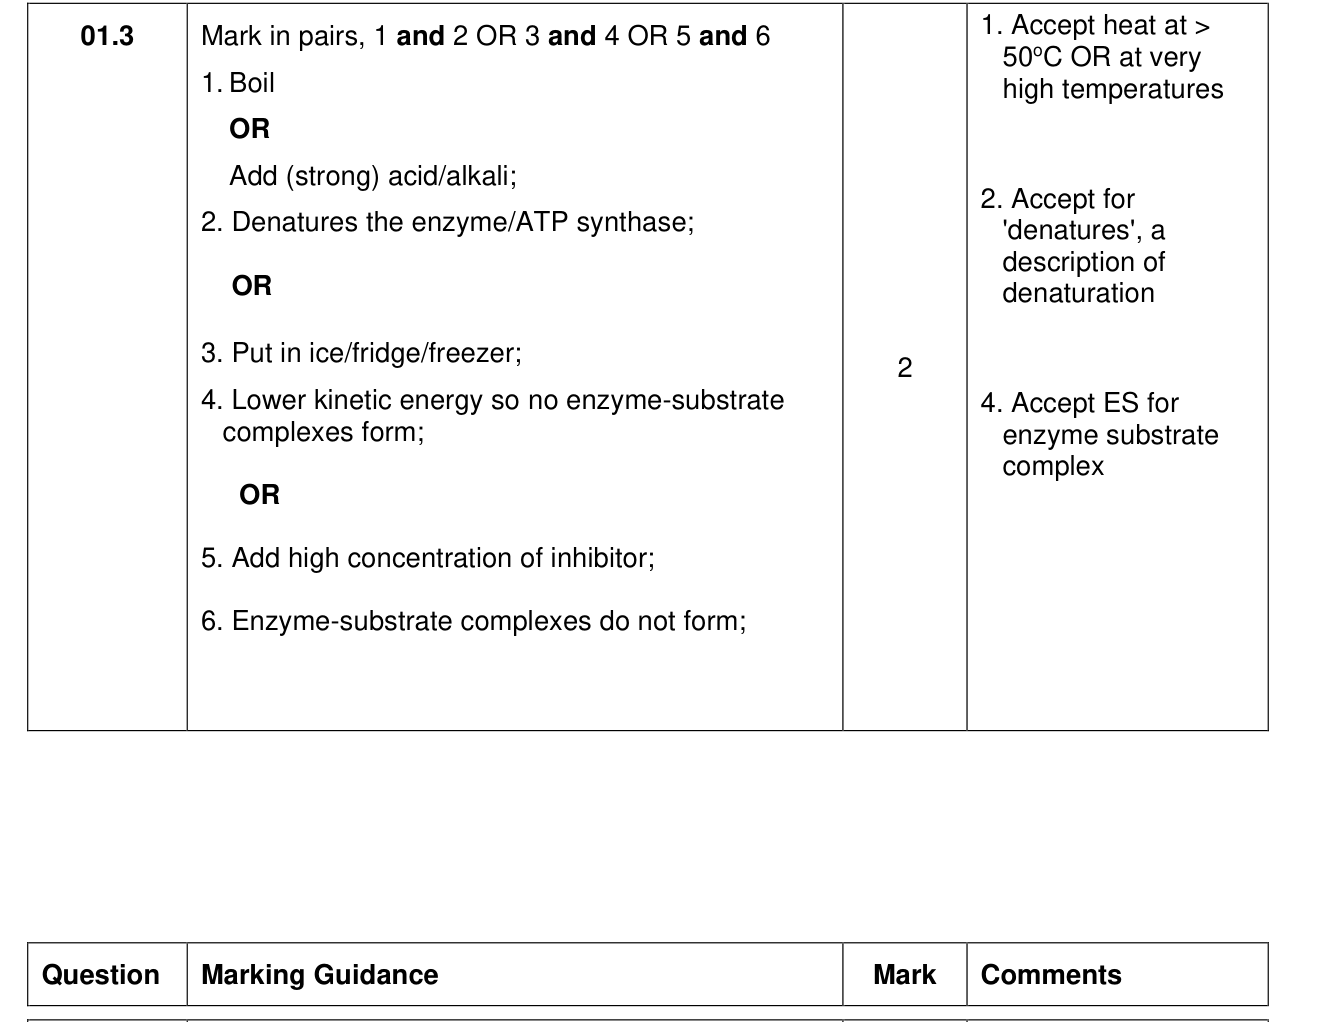 01.3
Mark in pairs, 1 and 2 OR 3 and 4 OR 5 and 6
1. Boil
OR
Add (strong) acid/alkali;
2. Denatures the enzyme/ATP synthase;
OR
3. Put in ice/fridge/freezer;
4. Lower kinetic energy so no enzyme-substrate
complexes form;
OR
5. Add high concentration of inhibitor;
6. Enzyme-substrate complexes do not form;
2
1. Accept heat at >
50ºC OR at very
high temperatures
2. Accept for
'denatures', a
description of
denaturation
4. Accept ES for
enzyme substrate
complex
Question Marking Guidance Mark Comments